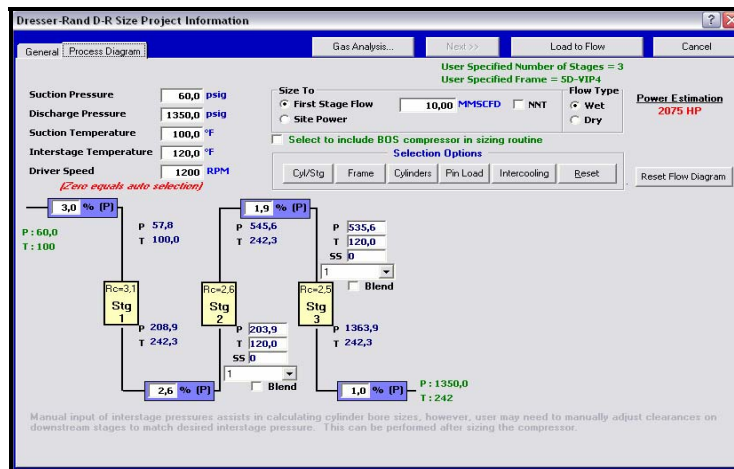 Dresser-Rand D-R Size Project Information
General Process Diagram Gas Analysis... Next >> Load to Flow Cancel
User Specified Number of Stages = 3
User Specified Frame = 5D-VIP4
Suction Pressure 60,0 psig
Discharge Pressure 1350,0 psig
Suction Temperature 100,0 °F
Interstage Temperature 120,0 °F
Driver Speed 1200 RPM
(Zero equals auto selection)
Size To
First Stage Flow 10,00 MMSCFD NNT
Site Power
Flow Type
Wet
Dry
Power Estimation
2075 HP
Select to include BOS compressor in sizing routine
Selection Options
Cyl/Stg Frame Cylinders Pin Load Intercooling Reset
Reset Flow Diagram
3,0 % (P)
P : 60,0
T : 100
P 57,8
T 100,0
Rc=3,1
Stg
1
P 208,9
T 242,3
2,6 % (P)
P 203,9
T 120,0
SS 0
1
Blend
Rc=2,6
Stg
2
P 545,6
T 242,3
1,9 % (P)
P 535,6
T 120,0
SS 0
1
Blend
Rc=2,5
Stg
3
P 1363,9
T 242,3
1,0 % (P)
P : 1350,0
T : 242
Manual input of interstage pressures assists in calculating cylinder bore sizes, however, user may need to manually adjust clearances on
downstream stages to match desired interstage pressure. This can be performed after sizing the compressor.